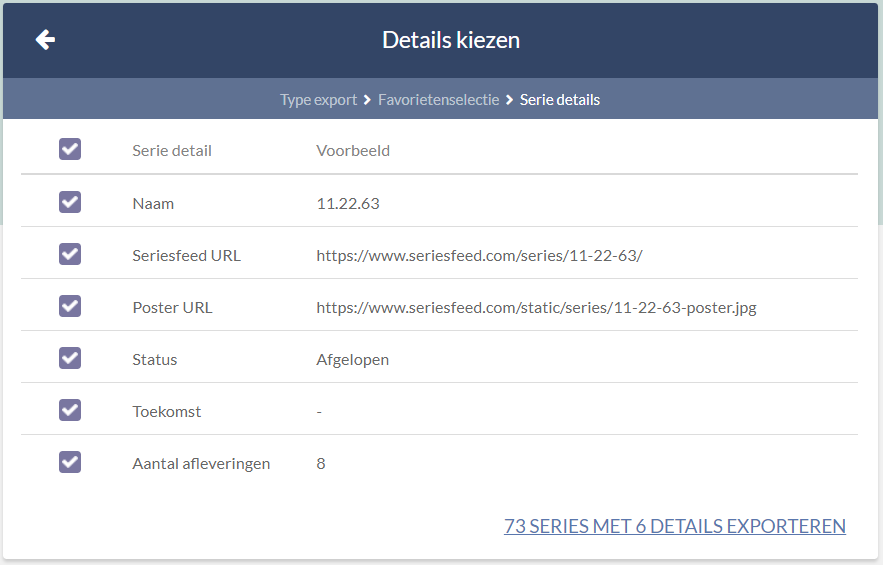 Details kiezen
Type export > Favorietenselectie > Serie details
Serie detail Voorbeeld
Naam 11.22.63
Seriesfeed URL https://www.seriesfeed.com/series/11-22-63/
Poster URL https://www.seriesfeed.com/static/series/11-22-63-poster.jpg
Status Afgelopen
Toekomst -
Aantal afleveringen 8
73 SERIES MET 6 DETAILS EXPORTEREN